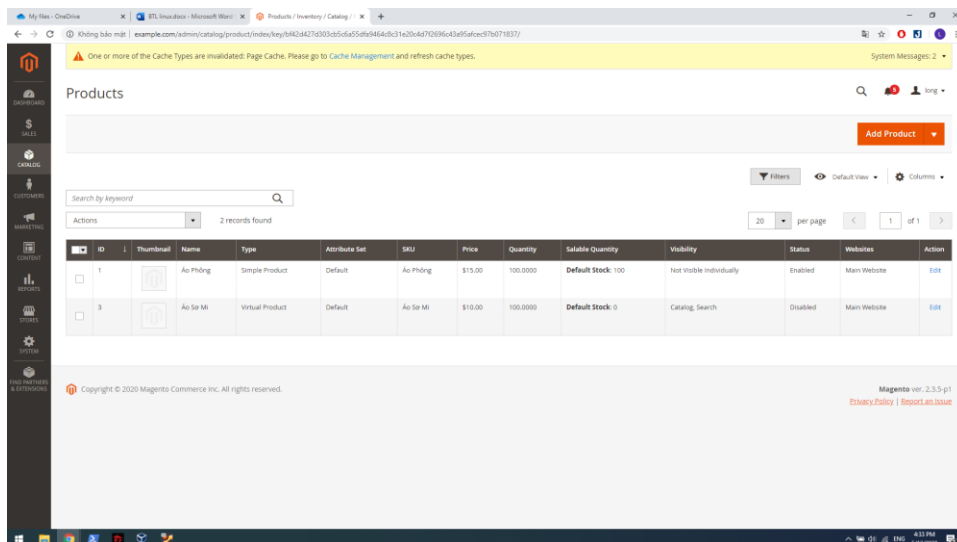 My files - OneDrive
BTL linux.docx - Microsoft Word
Products / Inventory / Catalog /
Không bảo mật
example.com/admin/catalog/product/index/key/
One or more of the Cache Types are invalidated: Page Cache. Please go to Cache Management and refresh cache types.
System Messages: 2
Products
long
DASHBOARD
SALES
CATALOG
CUSTOMERS
MARKETING
CONTENT
REPORTS
STORES
SYSTEM
FIND PARTNERS
& EXTENSIONS
Add Product
Filters
Default View
Columns
Search by keyword
Actions
2 records found
20 per page
1 of 1
ID ↓ Thumbnail Name Type Attribute Set SKU Price Quantity Salable Quantity Visibility Status Websites Action
1 Áo Phông Simple Product Default Áo Phông $15.00 100.0000 Default Stock: 100 Not Visible Individually Enabled Main Website Edit
3 Áo Sơ Mi Virtual Product Default Áo Sơ Mi $10.00 100.0000 Default Stock: 0 Catalog, Search Disabled Main Website Edit
Copyright © 2020 Magento Commerce Inc. All rights reserved.
Magento ver. 2.3.5-p1
Privacy Policy | Report an Issue
ENG
4:33 PM